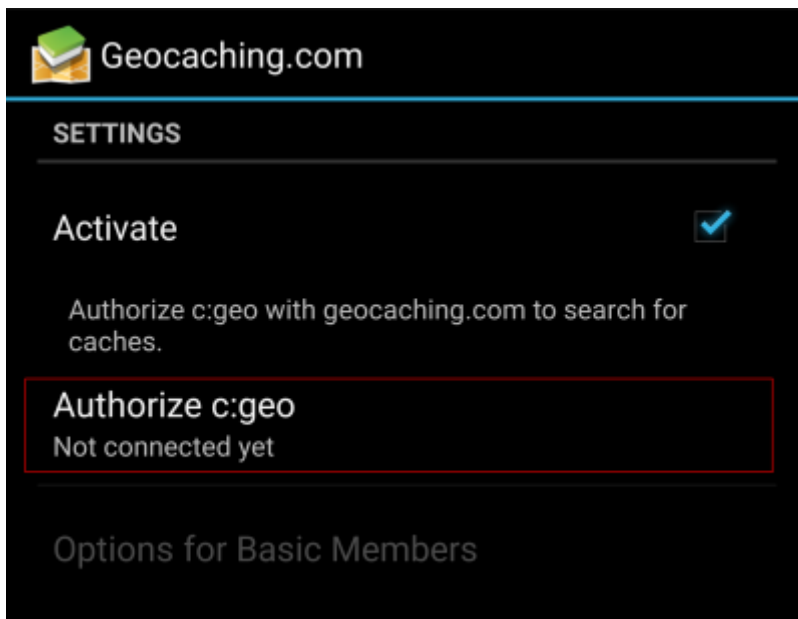 Geocaching.com
SETTINGS
Activate
Authorize c:geo with geocaching.com to search for
caches.
Authorize c:geo
Not connected yet
Options for Basic Members